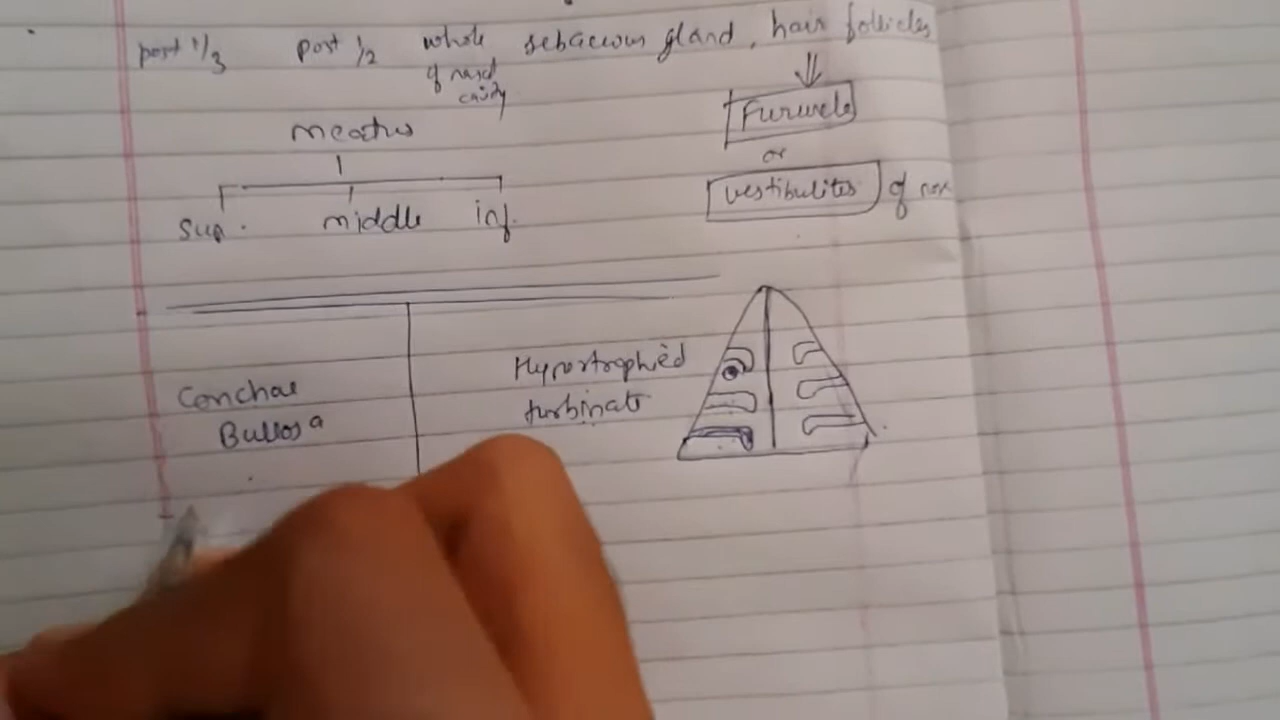 post 1/3 post 1/2 whole sebaceous gland, hair follicles
of nasal
cavity
meatus
Furuncle
or
sup. middle inf.
vestibulites of nose
Conchae
Bullosa
Hypertrophied
turbinate